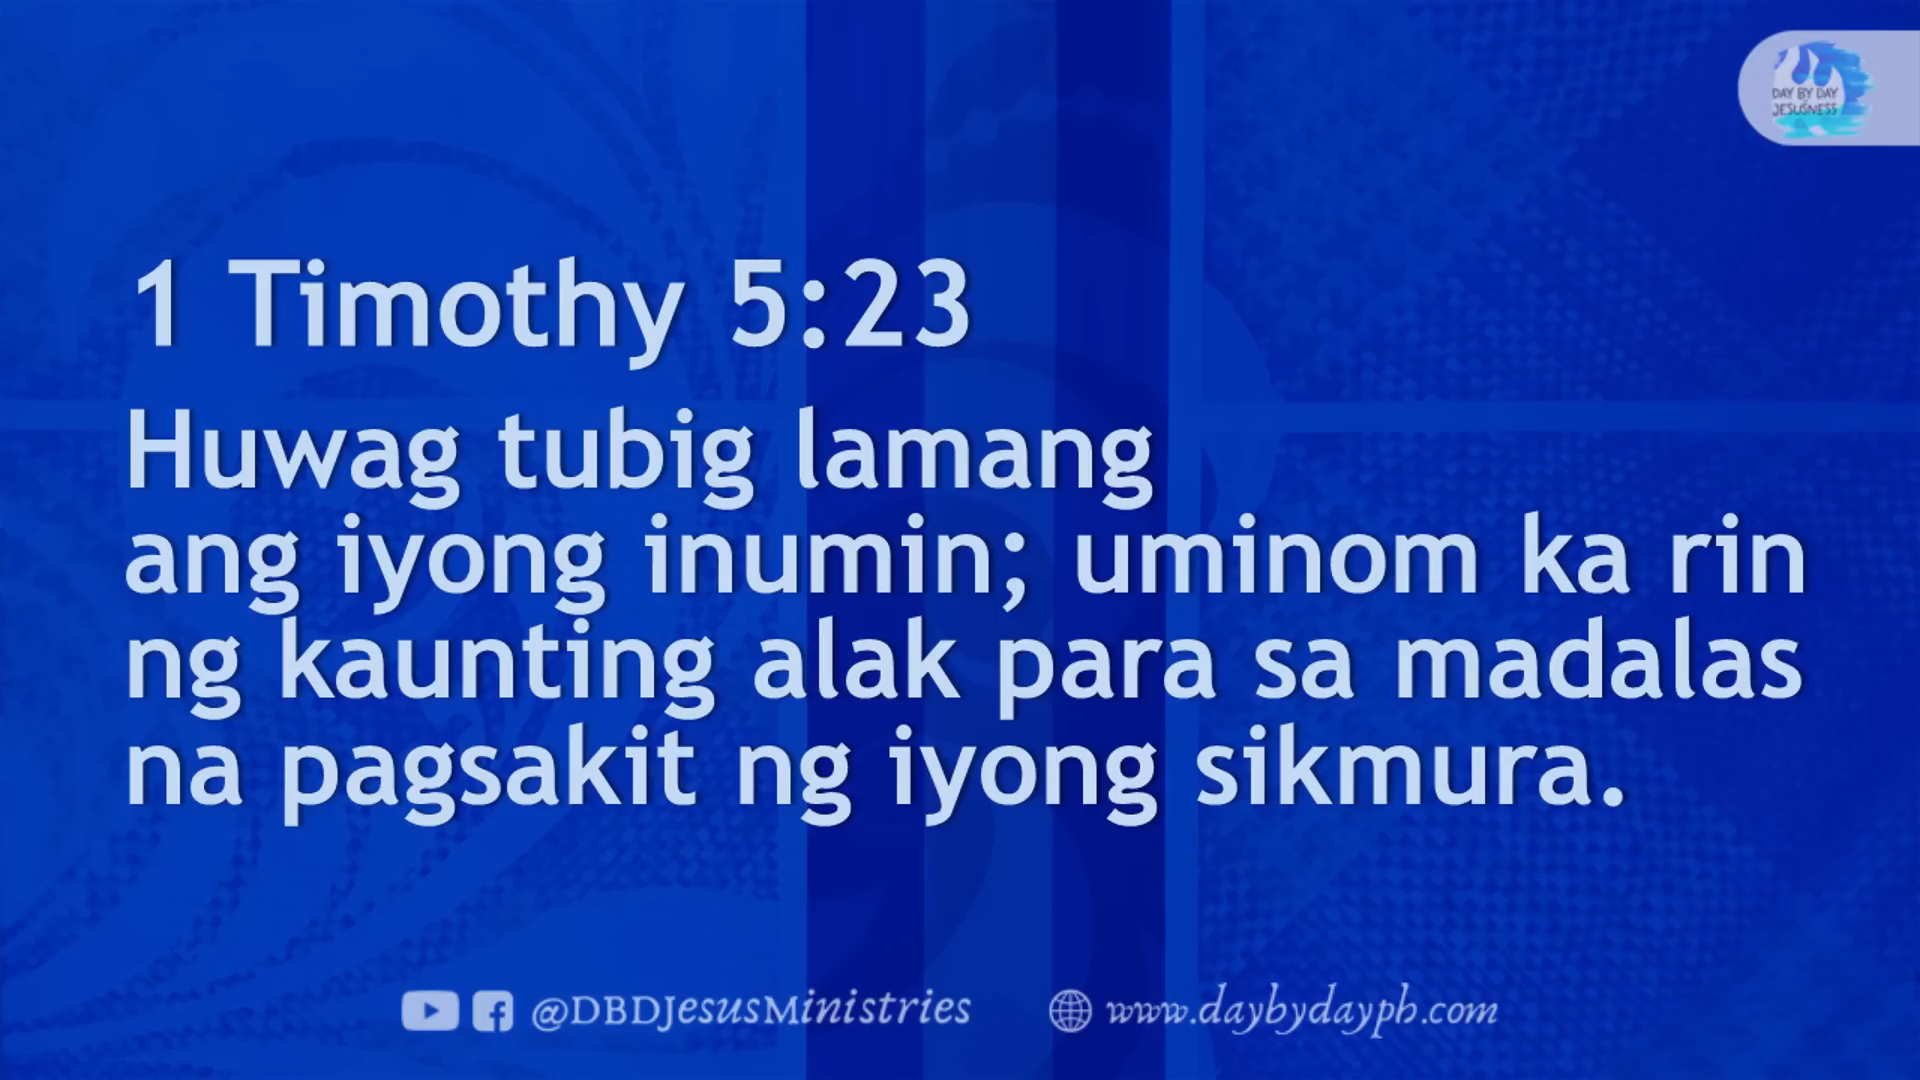 DAY BY DAY
JESUSNESS
1 Timothy 5:23
Huwag tubig lamang
ang iyong inumin; uminom ka rin
ng kaunting alak para sa madalas
na pagsakit ng iyong sikmura.
@DBDJesusMinistries www.daybydayph.com